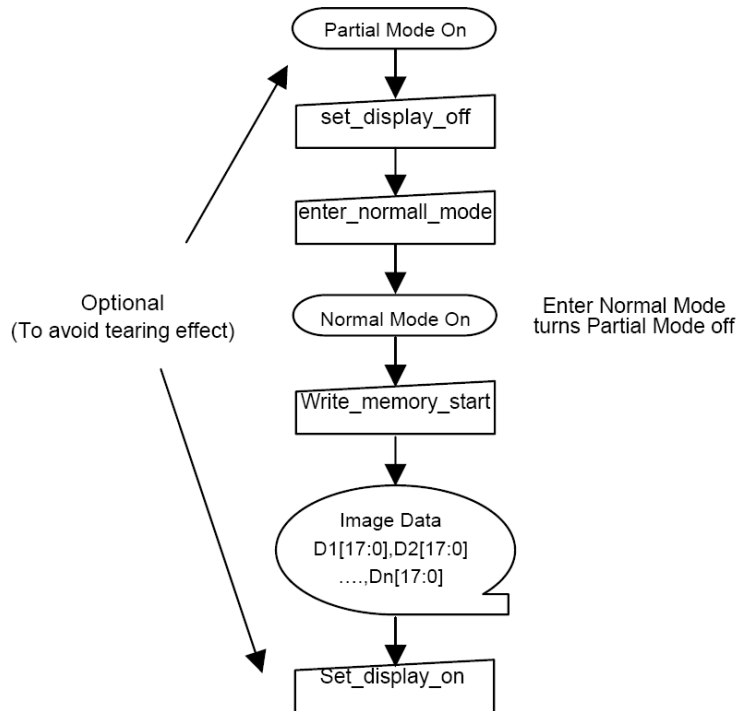 Partial Mode On
set_display_off
enter_normall_mode
Optional
(To avoid tearing effect)
Normal Mode On
Enter Normal Mode
turns Partial Mode off
Write_memory_start
Image Data
D1[17:0],D2[17:0]
....,Dn[17:0]
Set_display_on